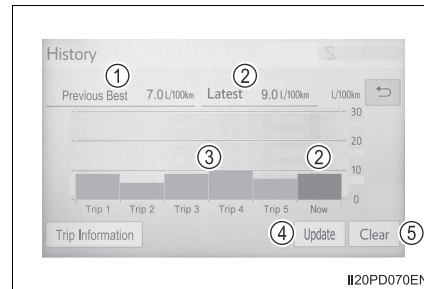 History
① ②
Previous Best 7.0 L/100km Latest 9.0 L/100km L/100km
30
20
③ ②
10
0
Trip 1 Trip 2 Trip 3 Trip 4 Trip 5 Now
Trip Information ④ Update Clear ⑤
II20PD070EN